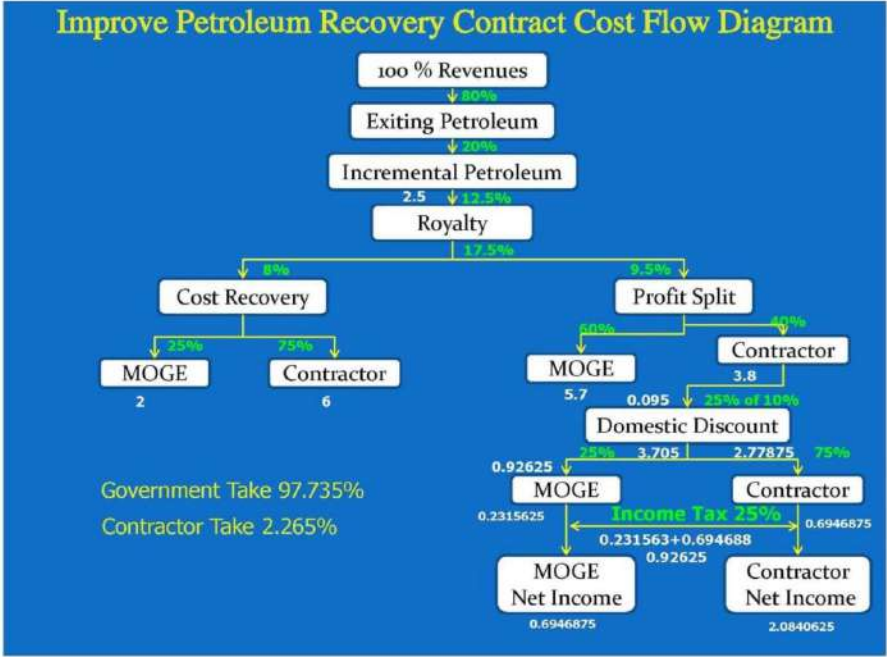 Improve Petroleum Recovery Contract Cost Flow Diagram
100 % Revenues
80%
Exiting Petroleum
20%
Incremental Petroleum
2.5 12.5%
Royalty
17.5%
8% 9.5%
Cost Recovery Profit Split
25% 75% 60% 40%
MOGE Contractor MOGE Contractor
2 6 5.7 3.8
0.095 25% of 10%
Domestic Discount
25% 3.705 2.77875 75%
0.92625
MOGE Contractor
Government Take 97.735%
Contractor Take 2.265%
0.2315625 Income Tax 25% 0.6946875
0.231563+0.694688
0.92625
MOGE Contractor
Net Income Net Income
0.6946875 2.0840625